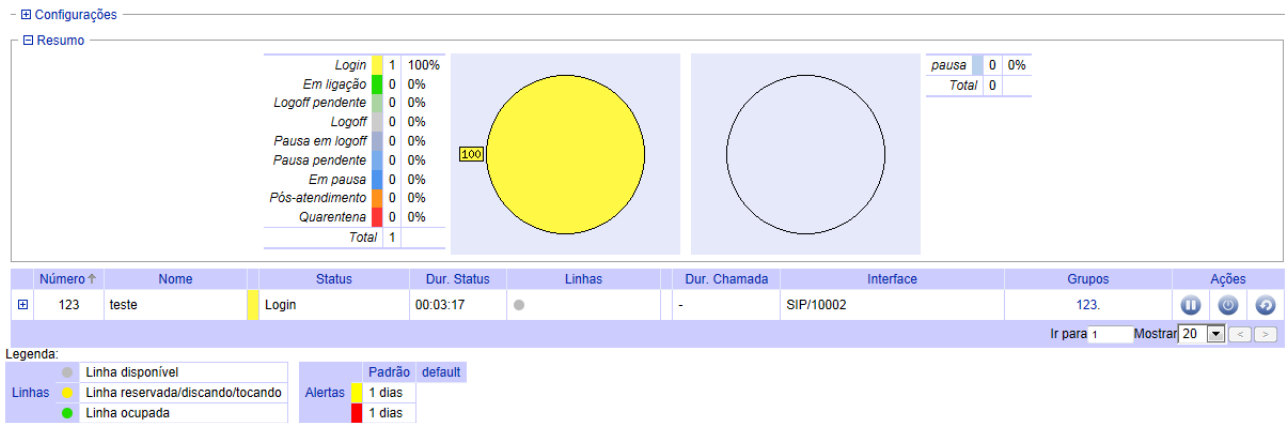 Configurações
Resumo
Login 1 100%
Em ligação 0 0%
Logoff pendente 0 0%
Logoff 0 0%
Pausa em logoff 0 0%
Pausa pendente 0 0%
Em pausa 0 0%
Pós-atendimento 0 0%
Quarentena 0 0%
Total 1
100
pausa 0 0%
Total 0
Número Nome Status Dur. Status Linhas Dur. Chamada Interface Grupos Ações
123 teste Login 00:03:17 - SIP/10002 123.
Ir para 1 Mostrar 20 < >
Legenda:
Linhas
Linha disponível
Linha reservada/discando/tocando
Linha ocupada
Padrão default
Alertas
1 dias
1 dias